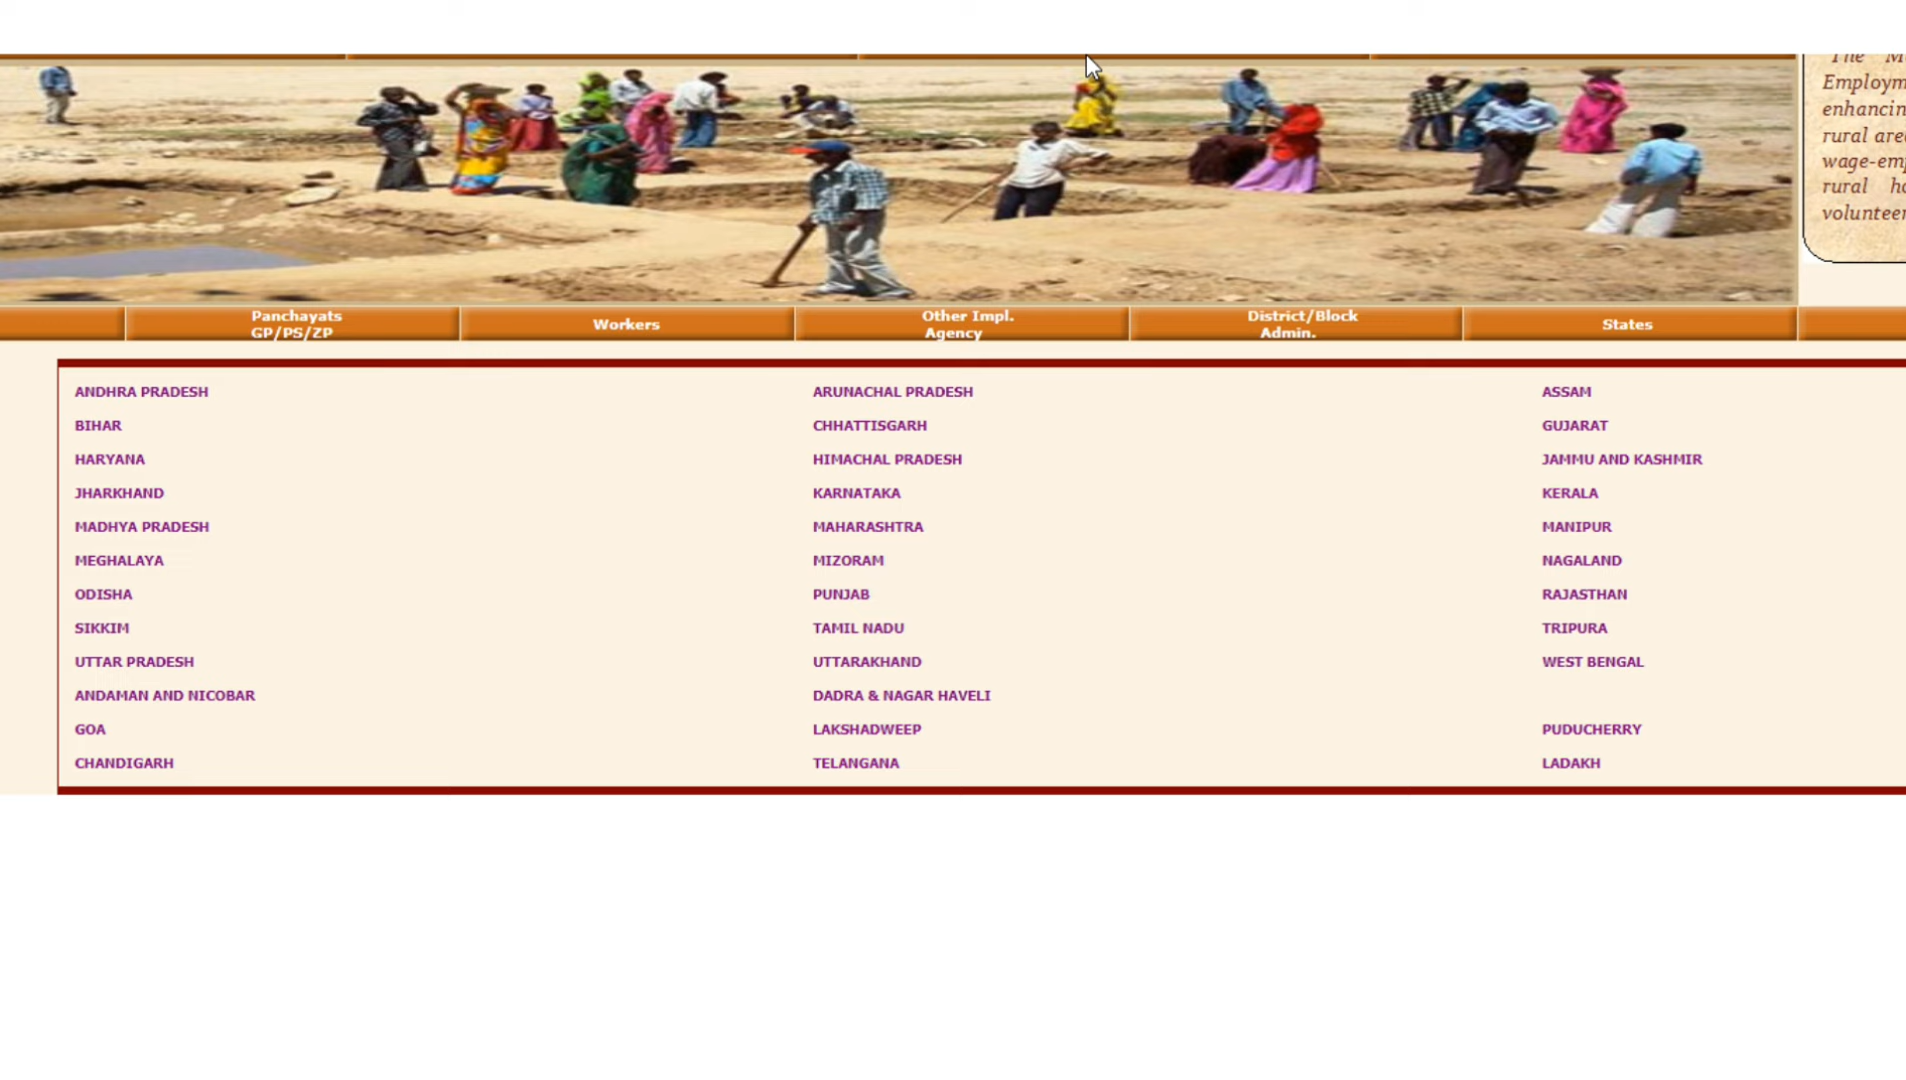 The M
Employm
enhancin
rural are
wage-emp
rural ho
volunteer
Panchayats
GP/PS/ZP
Workers
Other Impl.
Agency
District/Block
Admin.
States
ANDHRA PRADESH ARUNACHAL PRADESH ASSAM
BIHAR CHHATTISGARH GUJARAT
HARYANA HIMACHAL PRADESH JAMMU AND KASHMIR
JHARKHAND KARNATAKA KERALA
MADHYA PRADESH MAHARASHTRA MANIPUR
MEGHALAYA MIZORAM NAGALAND
ODISHA PUNJAB RAJASTHAN
SIKKIM TAMIL NADU TRIPURA
UTTAR PRADESH UTTARAKHAND WEST BENGAL
ANDAMAN AND NICOBAR DADRA & NAGAR HAVELI
GOA LAKSHADWEEP PUDUCHERRY
CHANDIGARH TELANGANA LADAKH